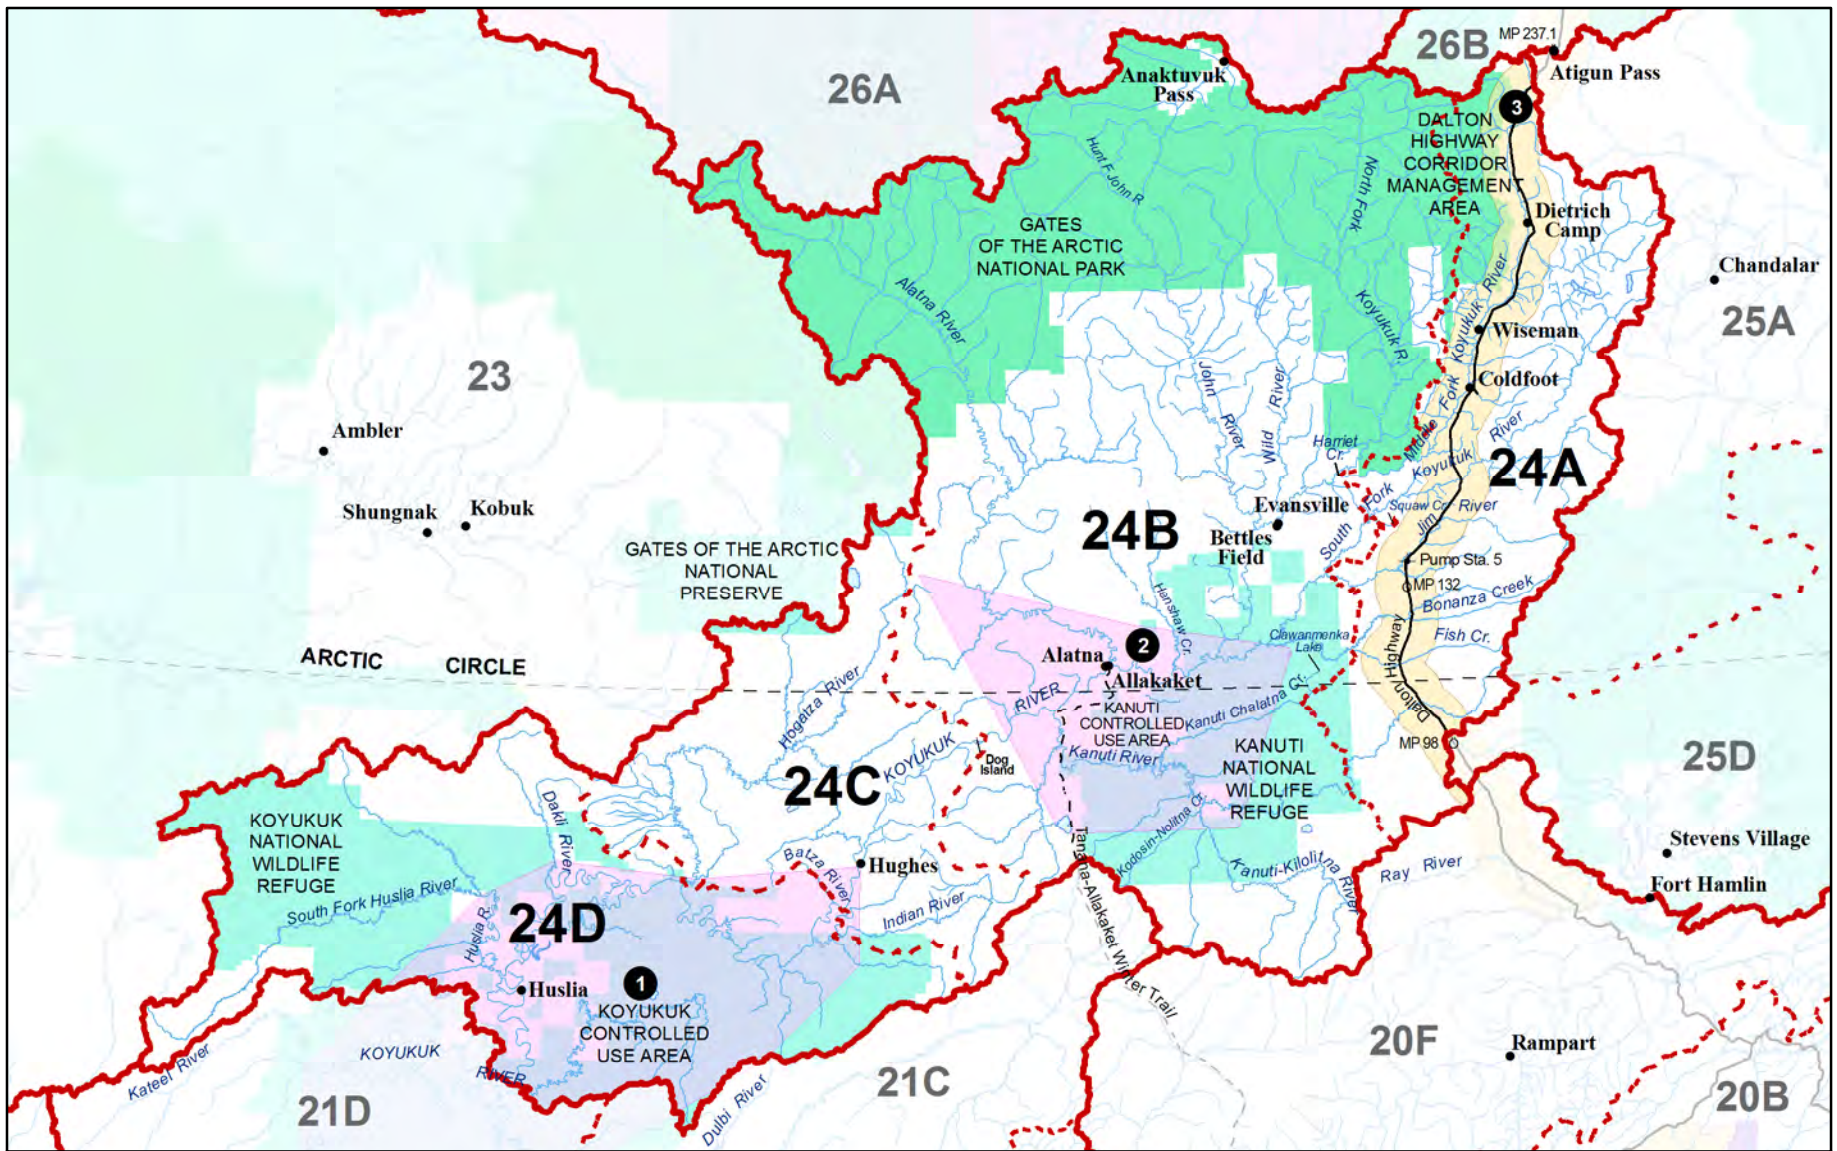 26A
26B
MP 237.1
Atigun Pass
Anaktuvuk
Pass
3
DALTON
HIGHWAY
CORRIDOR
MANAGEMENT
AREA
Hunt F John R
North Fork
Koyukuk R.
Dietrich
Camp
GATES
OF THE ARCTIC
NATIONAL PARK
Alatna River
Chandalar
25A
Wiseman
Middle Fork Koyukuk River
Coldfoot
23
John River
Wild River
Ambler
Harriet
Cr.
South Fork Koyukuk River
24A
Shungnak
Kobuk
24B
Evansville
Bettles
Field
Squaw Cr.
Jim River
GATES OF THE ARCTIC
NATIONAL
PRESERVE
Pump Sta. 5
MP 132
Bonanza Creek
Fish Cr.
Hanshaw Cr.
Clawanmenka
Lake
2
Alatna
Allakaket
ARCTIC CIRCLE
KANUTI
CONTROLLED
USE AREA
Kanuti Chalatna Cr.
Kanuti River
Dalton Highway
MP 98
Hogatza River
KOYUKUK RIVER
Dog
Island
KANUTI
NATIONAL
WILDLIFE
REFUGE
24C
25D
Dakli River
KOYUKUK
NATIONAL
WILDLIFE
REFUGE
Batza River
Hughes
Kodosin-Nolitna Cr.
Kanuti-Kilolitna River
Ray River
Stevens Village
Fort Hamlin
South Fork Huslia River
Huslia R.
24D
Indian River
Tanana-Allakaket Winter Trail
Huslia
1
KOYUKUK
CONTROLLED
USE AREA
KOYUKUK
RIVER
Kateel River
Dulbi River
21D
21C
20F
Rampart
20B